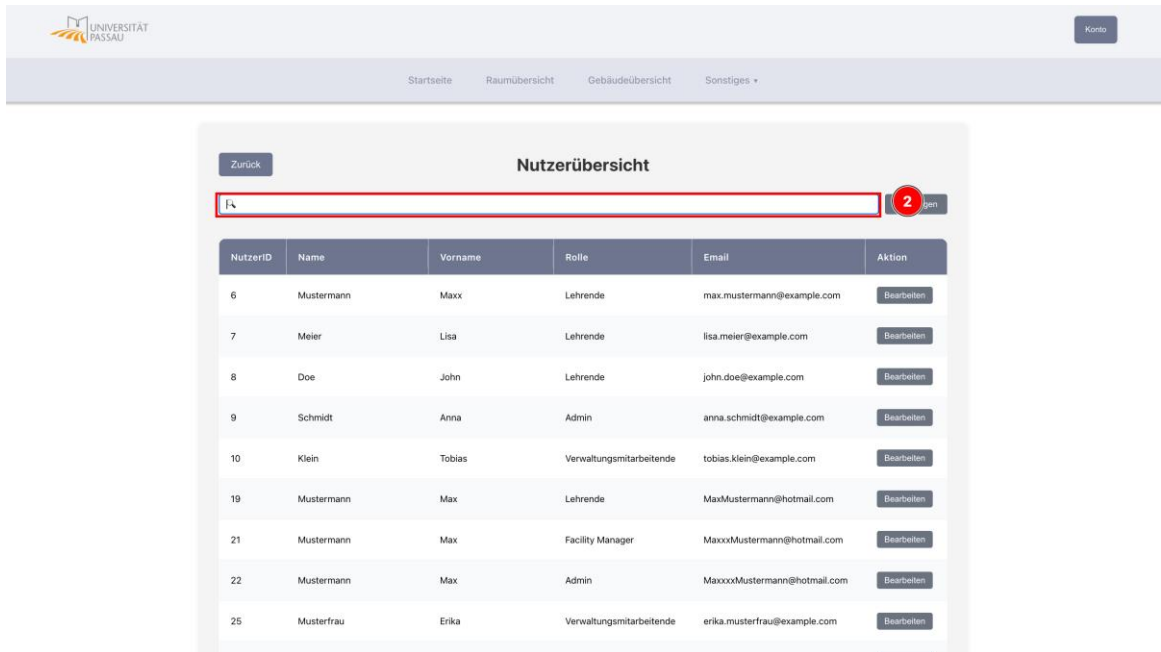 UNIVERSITÄT
PASSAU
Konto
Startseite Raumübersicht Gebäudeübersicht Sonstiges ▾
Zurück Nutzerübersicht
2
NutzerID Name Vorname Rolle Email Aktion
6 Mustermann Maxx Lehrende max.mustermann@example.com Bearbeiten
7 Meier Lisa Lehrende lisa.meier@example.com Bearbeiten
8 Doe John Lehrende john.doe@example.com Bearbeiten
9 Schmidt Anna Admin anna.schmidt@example.com Bearbeiten
10 Klein Tobias Verwaltungsmitarbeitende tobias.klein@example.com Bearbeiten
19 Mustermann Max Lehrende MaxMustermann@hotmail.com Bearbeiten
21 Mustermann Max Facility Manager MaxxxMustermann@hotmail.com Bearbeiten
22 Mustermann Max Admin MaxxxxMustermann@hotmail.com Bearbeiten
25 Musterfrau Erika Verwaltungsmitarbeitende erika.musterfrau@example.com Bearbeiten